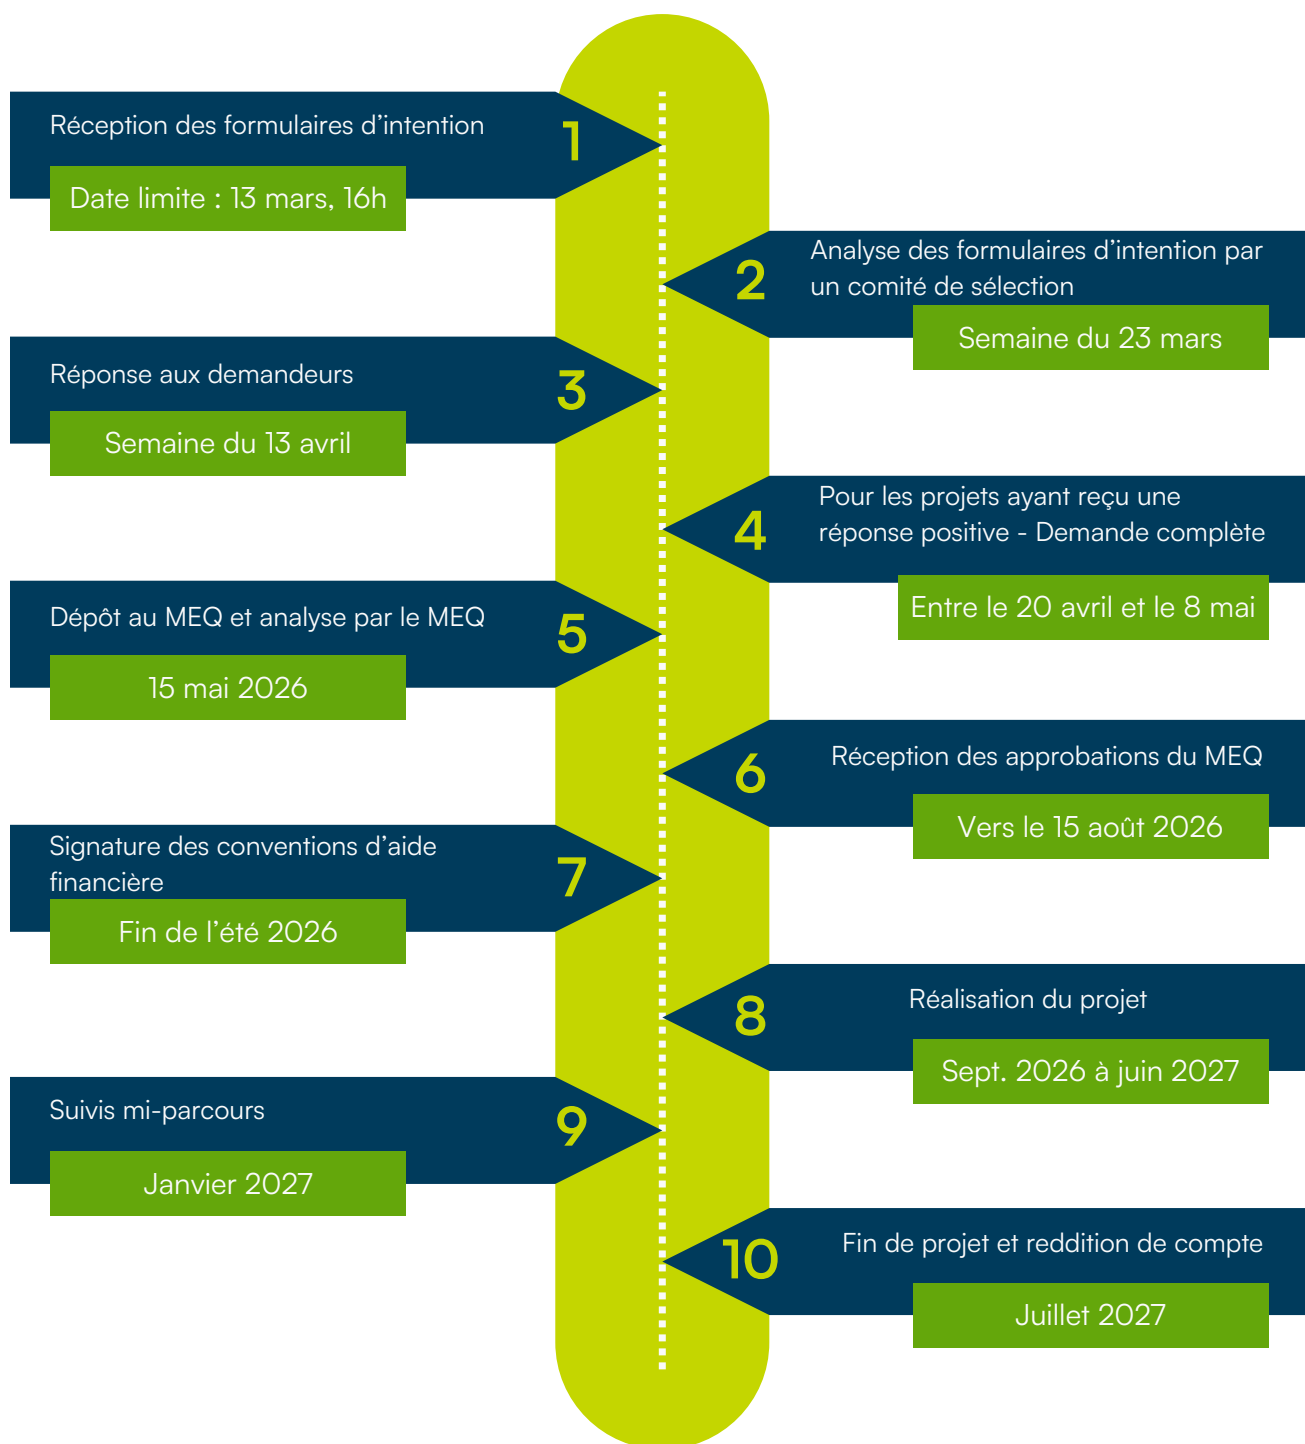 Réception des formulaires d’intention
1
Date limite : 13 mars, 16h
2
Analyse des formulaires d’intention par
un comité de sélection
Semaine du 23 mars
Réponse aux demandeurs
3
Semaine du 13 avril
4
Pour les projets ayant reçu une
réponse positive - Demande complète
Entre le 20 avril et le 8 mai
Dépôt au MEQ et analyse par le MEQ
5
15 mai 2026
6
Réception des approbations du MEQ
Vers le 15 août 2026
Signature des conventions d’aide
financière
7
Fin de l’été 2026
8
Réalisation du projet
Sept. 2026 à juin 2027
Suivis mi-parcours
9
Janvier 2027
10
Fin de projet et reddition de compte
Juillet 2027